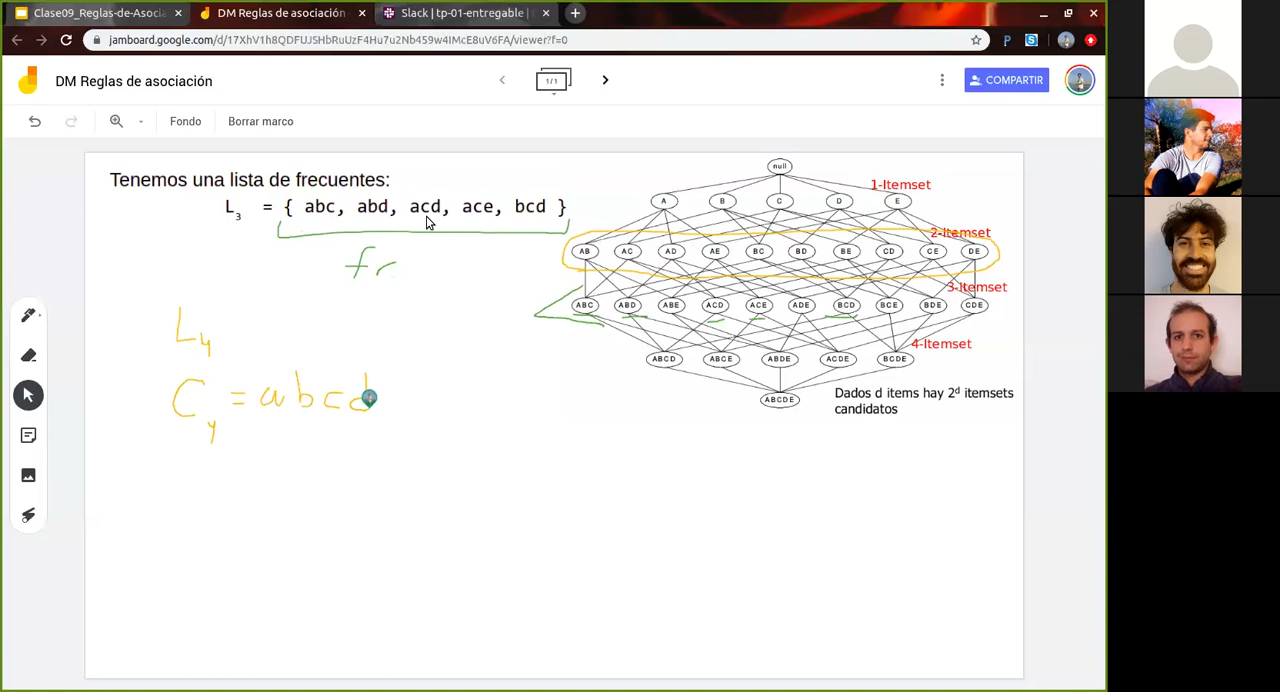 Clase09_Reglas-de-Asocia
DM Reglas de asociación
Slack | tp-01-entregable |
jamboard.google.com/d/17XhV1h8QDFUJSHbRuUzF4Hu7u2Nb459w4IMcE8uV6FA/viewer?f=0
DM Reglas de asociación
1/1
COMPARTIR
Fondo
Borrar marco
Tenemos una lista de frecuentes:
L3 = { abc, abd, acd, ace, bcd }
fr
L4
C4 = abcd
null
1-Itemset
A B C D E
2-Itemset
AB AC AD AE BC BD BE CD CE DE
3-Itemset
ABC ABD ABE ACD ACE ADE BCD BCE BDE CDE
4-Itemset
ABCD ABCE ABDE ACDE BCDE
ABCDE
Dados d items hay 2d itemsets
candidatos